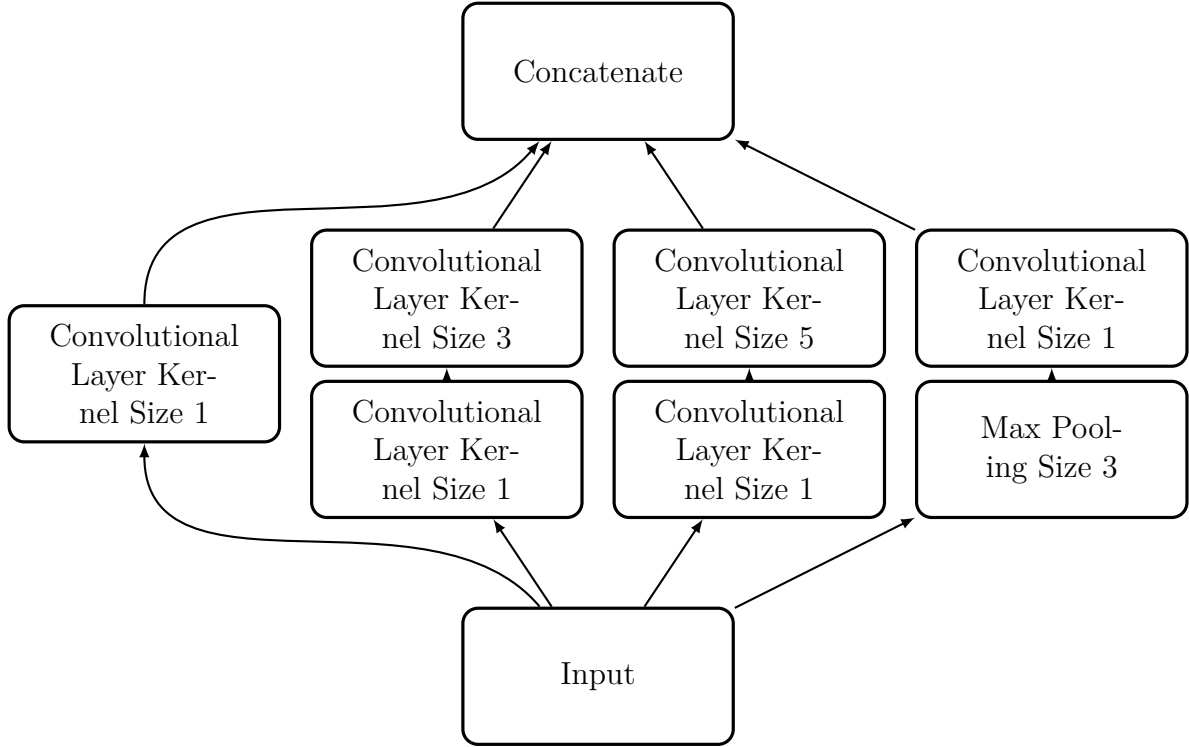 Concatenate
Convolutional
Layer Ker-
nel Size 1
Convolutional
Layer Ker-
nel Size 3
Convolutional
Layer Ker-
nel Size 5
Convolutional
Layer Ker-
nel Size 1
Convolutional
Layer Ker-
nel Size 1
Convolutional
Layer Ker-
nel Size 1
Max Pool-
ing Size 3
Input